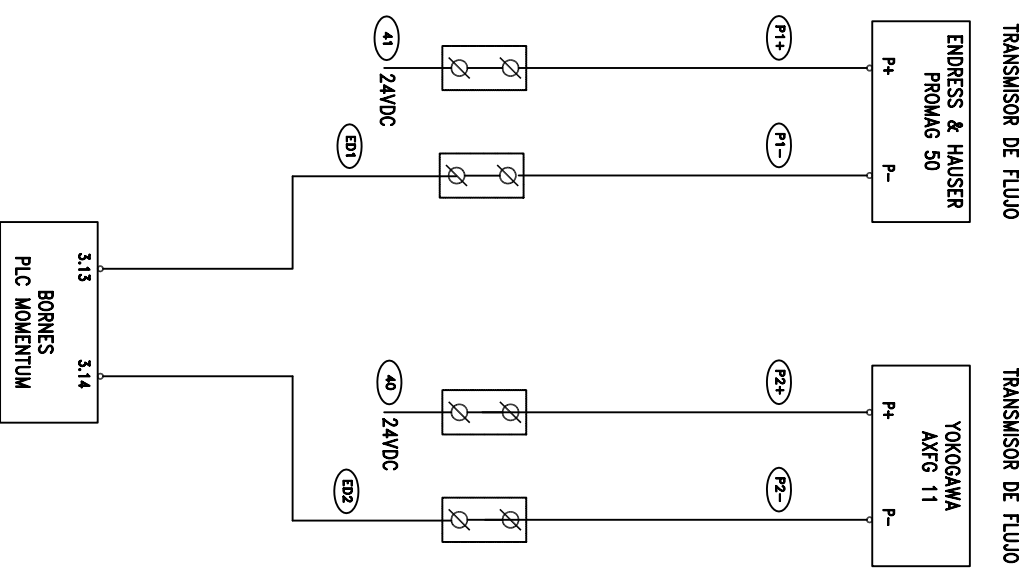 TRANSMISOR DE FLUJO
ENDRESS & HAUSER
PROMAG 50
P+
P-
P1+
P1-
41
24VDC
ED1
TRANSMISOR DE FLUJO
YOKOGAWA
AXFG 11
P+
P-
P2+
P2-
40
24VDC
ED2
3.13
3.14
BORNES
PLC MOMENTUM